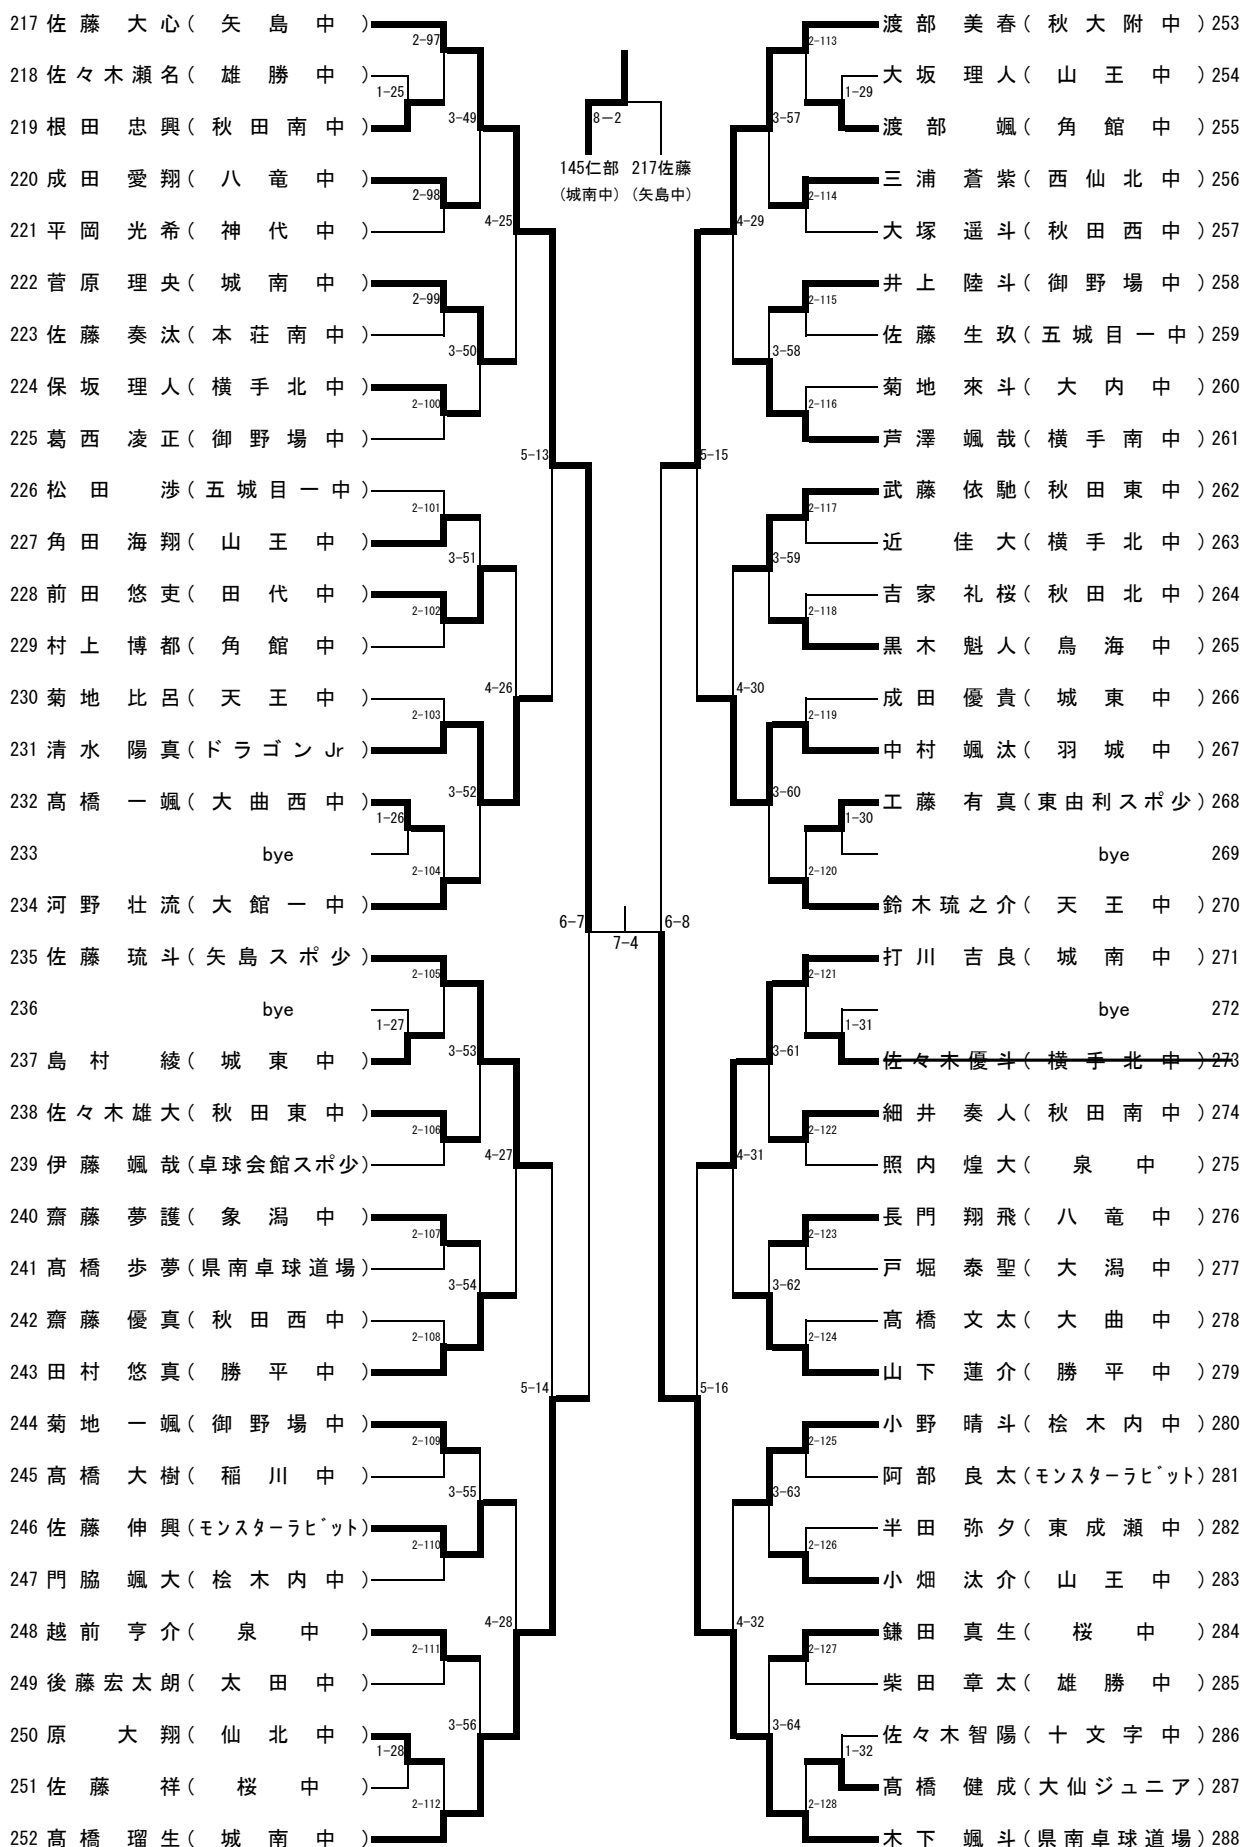 217 佐藤 大心(矢島中)
218 佐々木瀬名(雄勝中)
219 根田 忠興(秋田南中)
220 成田 愛翔(八竜中)
221 平岡 光希(神代中)
222 菅原 理央(城南中)
223 佐藤 奏汰(本荘南中)
224 保坂 理人(横手北中)
225 葛西 凌正(御野場中)
226 松田 渉(五城目一中)
227 角田 海翔(山王中)
228 前田 悠吏(田代中)
229 村上 博都(角館中)
230 菊地 比呂(天王中)
231 清水 陽真(ドラゴンJr)
232 髙橋 一颯(大曲西中)
233 bye
234 河野 壮流(大館一中)
235 佐藤 琉斗(矢島スポ少)
236 bye
237 島村 綾(城東中)
238 佐々木雄大(秋田東中)
239 伊藤 颯哉(卓球会館スポ少)
240 齋藤 夢護(象潟中)
241 髙橋 歩夢(県南卓球道場)
242 齋藤 優真(秋田西中)
243 田村 悠真(勝平中)
244 菊地 一颯(御野場中)
245 髙橋 大樹(稲川中)
246 佐藤 伸興(モンスターラビット)
247 門脇 颯大(桧木内中)
248 越前 亨介(泉中)
249 後藤宏太朗(太田中)
250 原 大翔(仙北中)
251 佐藤 祥(桜中)
252 髙橋 瑠生(城南中)
1-25
1-26
1-27
1-28
2-97
2-98
2-99
2-100
2-101
2-102
2-103
2-104
2-105
2-106
2-107
2-108
2-109
2-110
2-111
2-112
3-49
3-50
3-51
3-52
3-53
3-54
3-55
3-56
4-25
4-26
4-27
4-28
5-13
5-14
6-7
8-2
145仁部 217佐藤
(城南中) (矢島中)
7-4
6-8
5-15
5-16
4-29
4-30
4-31
4-32
3-57
3-58
3-59
3-60
3-61
3-62
3-63
3-64
2-113
2-114
2-115
2-116
2-117
2-118
2-119
2-120
2-121
2-122
2-123
2-124
2-125
2-126
2-127
2-128
1-29
1-30
1-31
1-32
渡部 美春(秋大附中)253
大坂 理人(山王中)254
渡部 颯(角館中)255
三浦 蒼紫(西仙北中)256
大塚 遥斗(秋田西中)257
井上 陸斗(御野場中)258
佐藤 生玖(五城目一中)259
菊地 來斗(大内中)260
芦澤 颯哉(横手南中)261
武藤 依馳(秋田東中)262
近 佳大(横手北中)263
吉家 礼桜(秋田北中)264
黒木 魁人(鳥海中)265
成田 優貴(城東中)266
中村 颯汰(羽城中)267
工藤 有真(東由利スポ少)268
bye 269
鈴木琉之介(天王中)270
打川 吉良(城南中)271
bye 272
佐々木優斗(横手北中)273
細井 奏人(秋田南中)274
照内 煌大(泉中)275
長門 翔飛(八竜中)276
戸堀 泰聖(大潟中)277
髙橋 文太(大曲中)278
山下 蓮介(勝平中)279
小野 晴斗(桧木内中)280
阿部 良太(モンスターラビット)281
半田 弥夕(東成瀬中)282
小畑 汰介(山王中)283
鎌田 真生(桜中)284
柴田 章太(雄勝中)285
佐々木智陽(十文字中)286
髙橋 健成(大仙ジュニア)287
木下 颯斗(県南卓球道場)288